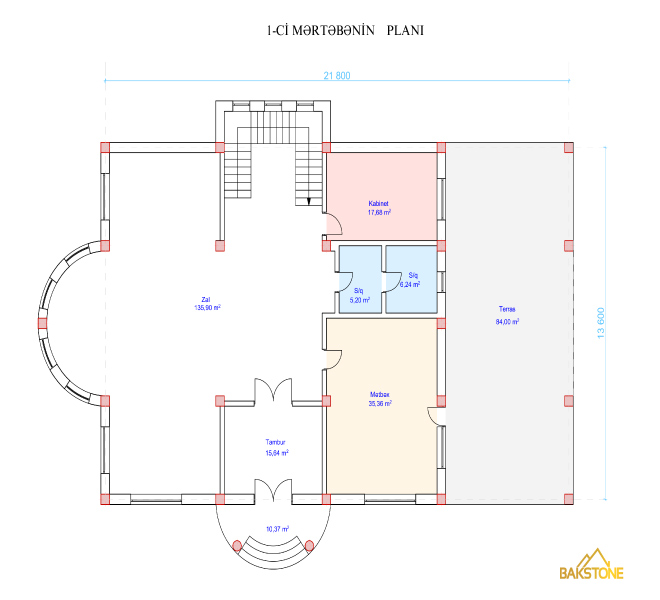 1-Cİ MƏRTƏBƏNİN PLANI
21 800
Kabinet
17,68 m²
S/q
6,24 m²
S/q
5,20 m²
Zal
135,90 m²
Terras
84,00 m²
13 600
Mətbəx
35,36 m²
Tambur
15,64 m²
10,37 m²
BAKSTONE